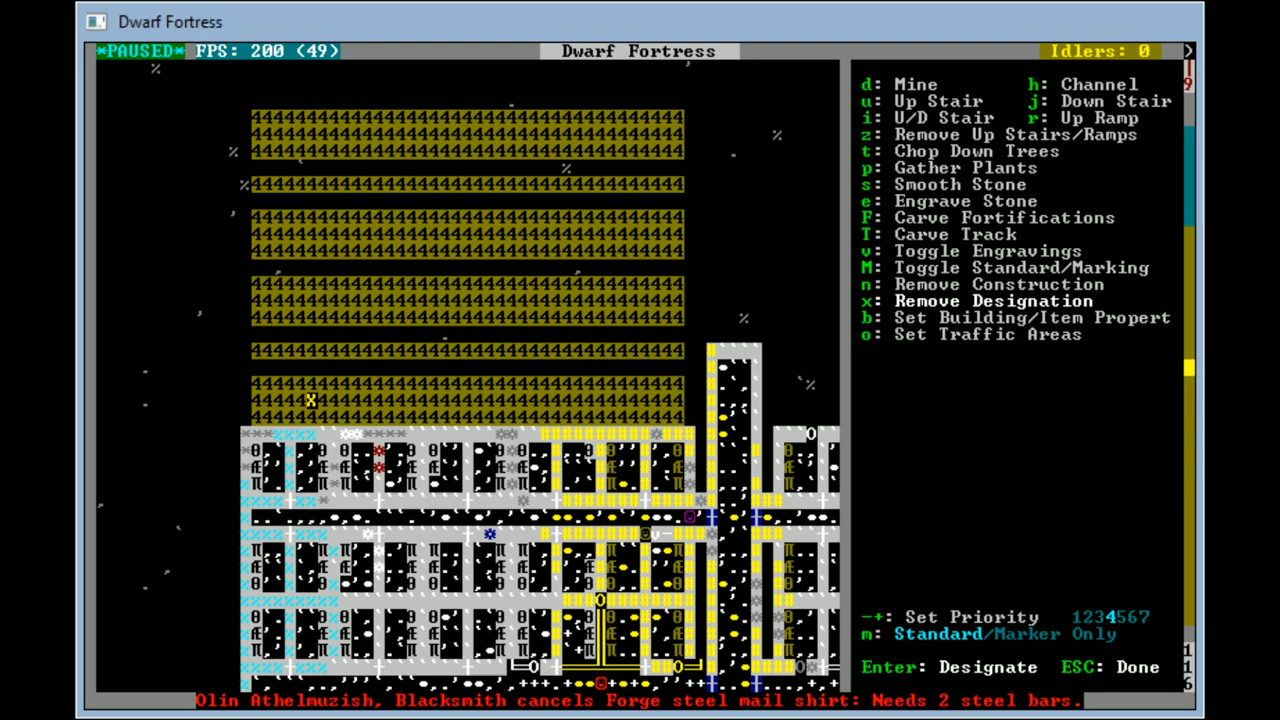 Dwarf Fortress
*PAUSED* FPS: 200 (49) Dwarf Fortress Idlers: 0
d: Mine h: Channel
u: Up Stair j: Down Stair
i: U/D Stair r: Up Ramp
z: Remove Up Stairs/Ramps
t: Chop Down Trees
p: Gather Plants
s: Smooth Stone
e: Engrave Stone
F: Carve Fortifications
T: Carve Track
v: Toggle Engravings
M: Toggle Standard/Marking
n: Remove Construction
x: Remove Designation
b: Set Building/Item Propert
o: Set Traffic Areas
-+: Set Priority 1234567
m: Standard/Marker Only
Enter: Designate ESC: Done
Olin Athelmuzish, Blacksmith cancels Forge steel mail shirt: Needs 2 steel bars.